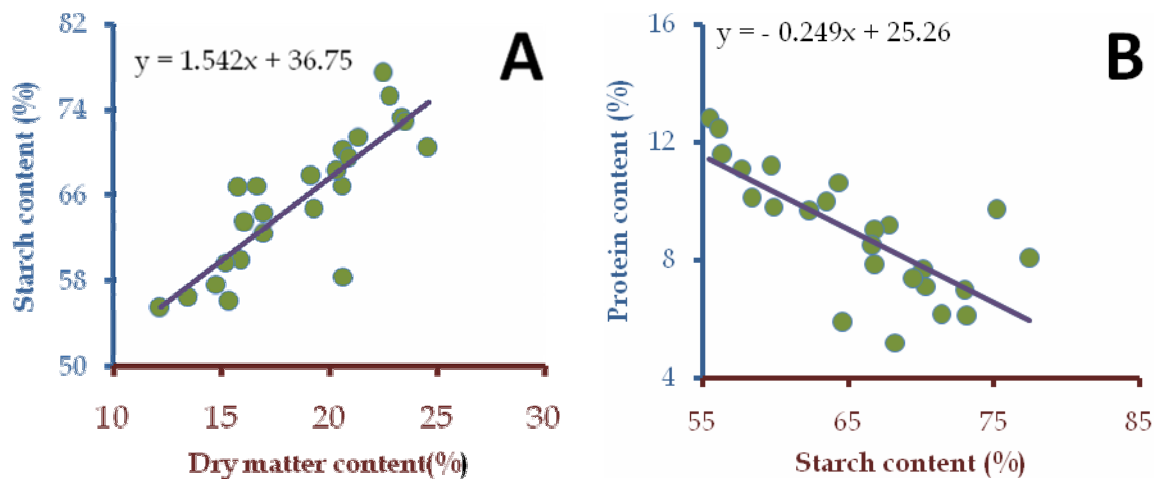 82
74
66
58
50
Starch content (%)
y = 1.542x + 36.75
A
10 15 20 25 30
Dry matter content(%)
16
12
8
4
Protein content (%)
y = - 0.249x + 25.26
B
55 65 75 85
Starch content (%)